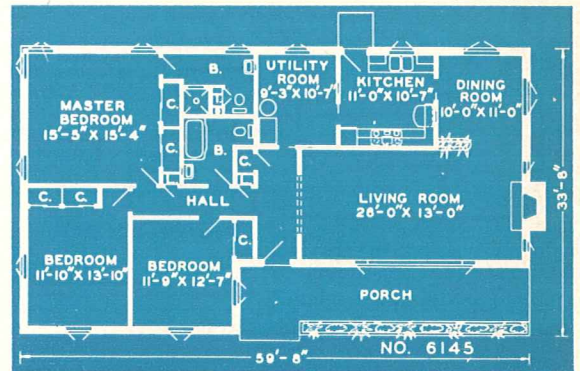 B.
UTILITY
ROOM
9'-3" X 10'-7"
KITCHEN
11'-0" X 10'-7"
DINING
ROOM
10'-0" X 11'-0"
MASTER
BEDROOM
15'-5" X 15'-4"
C.
C.
B.
C.
C.
C.
HALL
LIVING ROOM
26'-0" X 13'-0"
33'-8"
BEDROOM
11'-10" X 13'-10"
BEDROOM
11'-9" X 12'-7"
C.
PORCH
NO. 6145
59'-8"